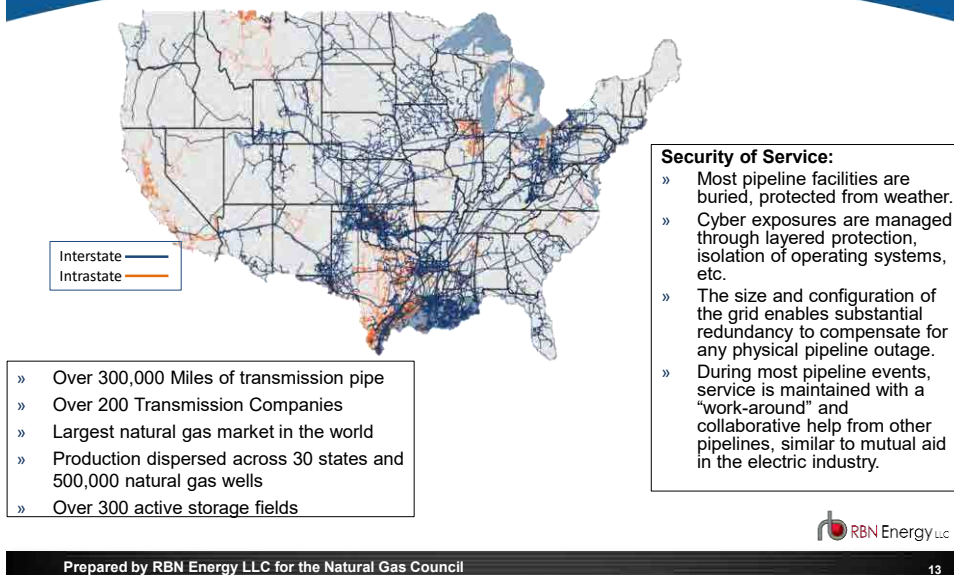 Interstate
Intrastate
» Over 300,000 Miles of transmission pipe
» Over 200 Transmission Companies
» Largest natural gas market in the world
» Production dispersed across 30 states and
500,000 natural gas wells
» Over 300 active storage fields
Security of Service:
» Most pipeline facilities are
buried, protected from weather.
» Cyber exposures are managed
through layered protection,
isolation of operating systems,
etc.
» The size and configuration of
the grid enables substantial
redundancy to compensate for
any physical pipeline outage.
» During most pipeline events,
service is maintained with a
“work-around” and
collaborative help from other
pipelines, similar to mutual aid
in the electric industry.
RBN Energy LLC
Prepared by RBN Energy LLC for the Natural Gas Council
13